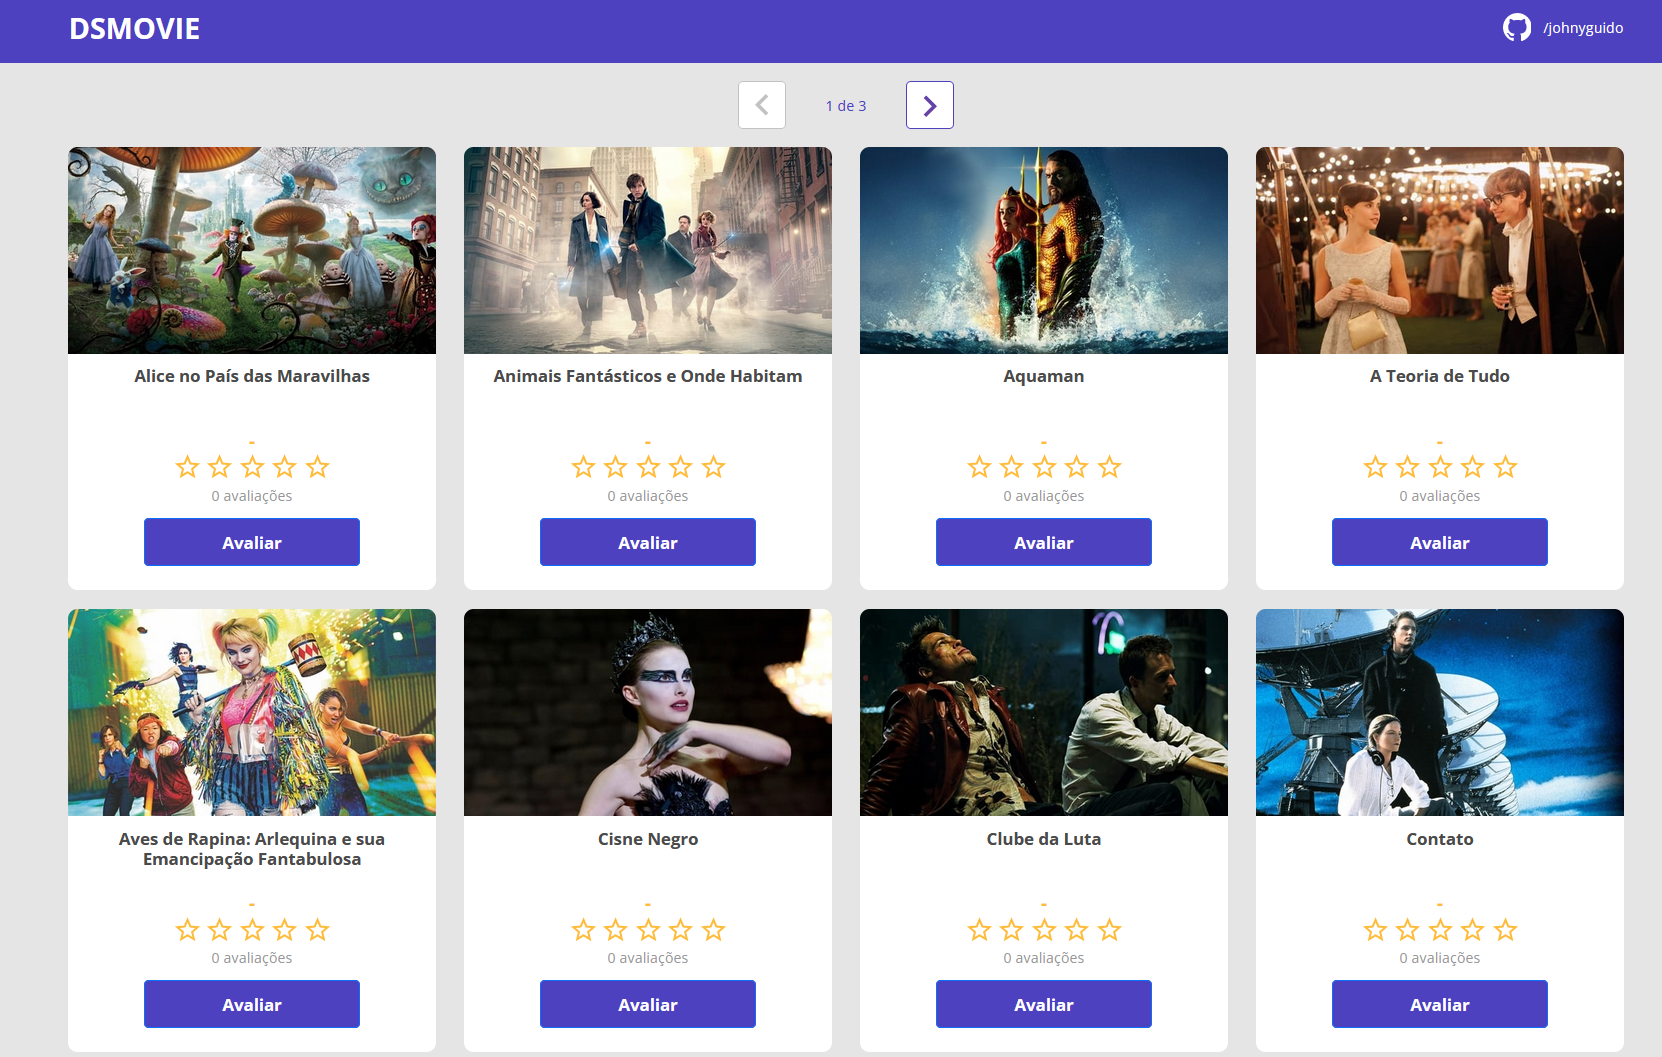 DSMOVIE
/johnyguido
1 de 3
Alice no País das Maravilhas
-
0 avaliações
Avaliar
Animais Fantásticos e Onde Habitam
-
0 avaliações
Avaliar
Aquaman
-
0 avaliações
Avaliar
A Teoria de Tudo
-
0 avaliações
Avaliar
Aves de Rapina: Arlequina e sua
Emancipação Fantabulosa
-
0 avaliações
Avaliar
Cisne Negro
-
0 avaliações
Avaliar
Clube da Luta
-
0 avaliações
Avaliar
Contato
-
0 avaliações
Avaliar